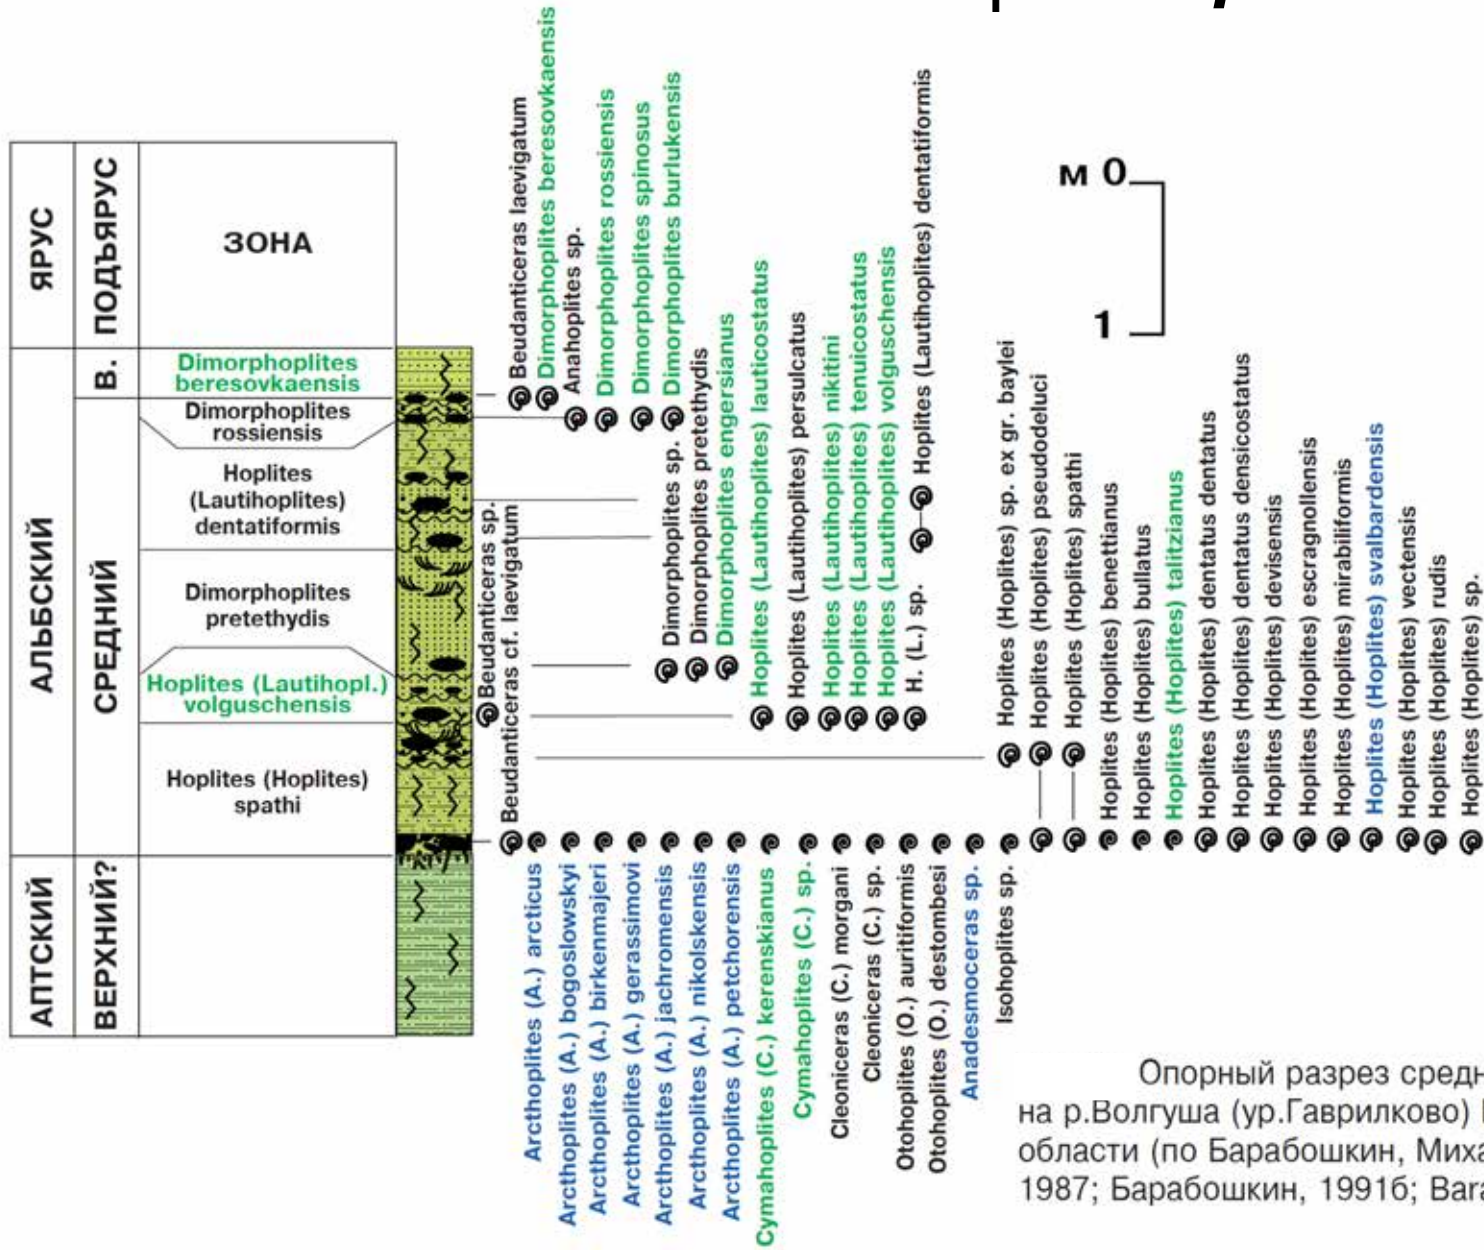 ЯРУС
ПОДЪЯРУС
ЗОНА
АЛЬБСКИЙ
В.
СРЕДНИЙ
АПТСКИЙ
ВЕРХНИЙ?
Dimorphoplites
beresovkaensis
Dimorphoplites
rossiensis
Hoplites
(Lautihoplites)
dentatiformis
Dimorphoplites
pretethydis
Hoplites (Lautihopl.)
volguschensis
Hoplites (Hoplites)
spathi
Beudanticeras laevigatum
Dimorphoplites beresovkaensis
Anahoplites sp.
Dimorphoplites rossiensis
Dimorphoplites spinosus
Dimorphoplites burlukensis
Dimorphoplites sp.
Dimorphoplites pretethydis
Dimorphoplites engersianus
Hoplites (Lautihoplites) lauticostatus
Hoplites (Lautihoplites) persulcatus
Hoplites (Lautihoplites) nikitini
Hoplites (Lautihoplites) tenuicostatus
Hoplites (Lautihoplites) volguschensis
H. (L.) sp.
Hoplites (Lautihoplites) dentatiformis
м 0
1
Beudanticeras sp.
Beudanticeras cf. laevigatum
Hoplites (Hoplites) sp. ex gr. baylei
Hoplites (Hoplites) pseudodeluci
Hoplites (Hoplites) spathi
Hoplites (Hoplites) benettianus
Hoplites (Hoplites) bullatus
Hoplites (Hoplites) talitzianus
Hoplites (Hoplites) dentatus dentatus
Hoplites (Hoplites) dentatus densicostatus
Hoplites (Hoplites) devisensis
Hoplites (Hoplites) escragnollensis
Hoplites (Hoplites) mirabiliformis
Hoplites (Hoplites) svalbardensis
Hoplites (Hoplites) vectensis
Hoplites (Hoplites) rudis
Hoplites (Hoplites) sp.
Arcthoplites (A.) arcticus
Arcthoplites (A.) bogoslowskyi
Arcthoplites (A.) birkenmajeri
Arcthoplites (A.) gerassimovi
Arcthoplites (A.) jachromensis
Arcthoplites (A.) nikolskensis
Arcthoplites (A.) petchorensis
Cymahoplites (C.) kerenskianus
Cymahoplites (C.) sp.
Cleoniceras (C.) morgani
Cleoniceras (C.) sp.
Otohoplites (O.) auritiformis
Otohoplites (O.) destombesi
Anadesmoceras sp.
Isohoplites sp.
Опорный разрез средн
на р.Волгуша (ур.Гаврилково)
области (по Барабошкин, Миха
1987; Барабошкин, 1991б; Bara